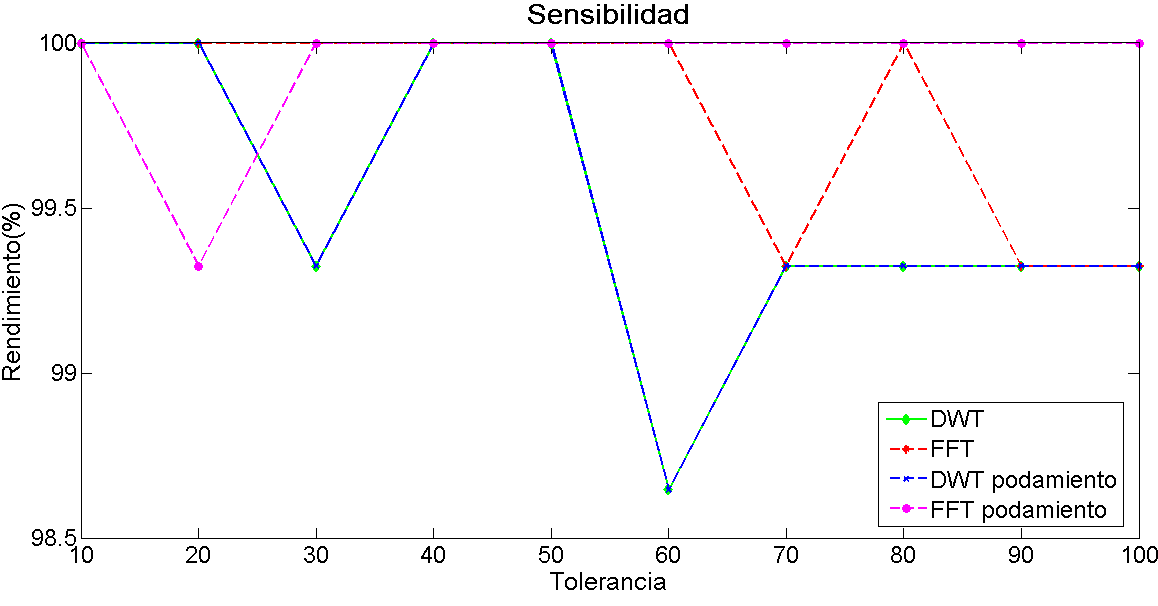 Sensibilidad
Rendimiento(%)
100
99.5
99
98.5
10 20 30 40 50 60 70 80 90 100
Tolerancia
DWT
FFT
DWT podamiento
FFT podamiento